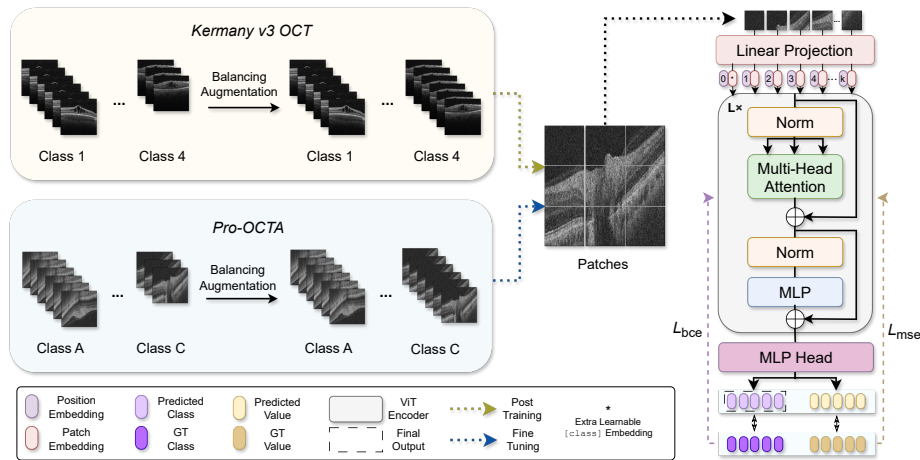 Kermany v3 OCT
Balancing
Augmentation
...
...
Class 1
Class 4
Class 1
Class 4
Pro-OCTA
Balancing
Augmentation
...
...
Class A
Class C
Class A
Class C
Patches
...
Linear Projection
0 * 1 2 3 4 ... k
L×
Norm
Multi-Head
Attention
Norm
MLP
L_bce
L_mse
MLP Head
Position
Embedding
Predicted
Class
Predicted
Value
ViT
Encoder
Post
Training
*
Extra Learnable
[class] Embedding
Patch
Embedding
GT
Class
GT
Value
Final
Output
Fine
Tuning